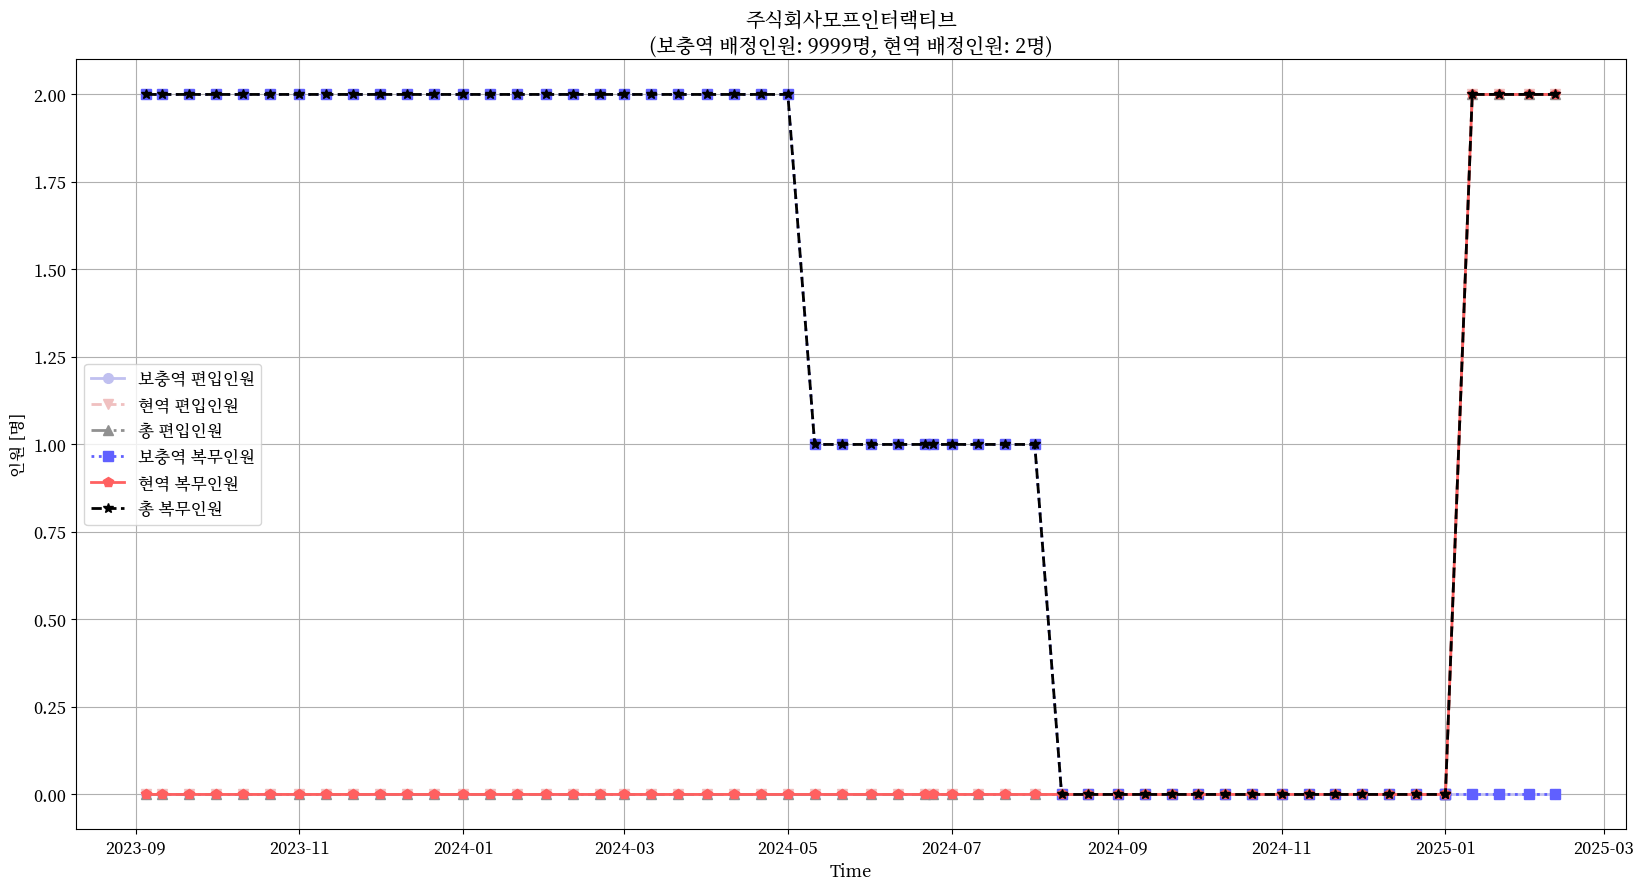 주식회사모프인터랙티브
(보충역 배정인원: 9999명, 현역 배정인원: 2명)
인원 [명]
2.00
1.75
1.50
1.25
1.00
0.75
0.50
0.25
0.00
보충역 편입인원
현역 편입인원
총 편입인원
보충역 복무인원
현역 복무인원
총 복무인원
2023-09
2023-11
2024-01
2024-03
2024-05
2024-07
2024-09
2024-11
2025-01
2025-03
Time